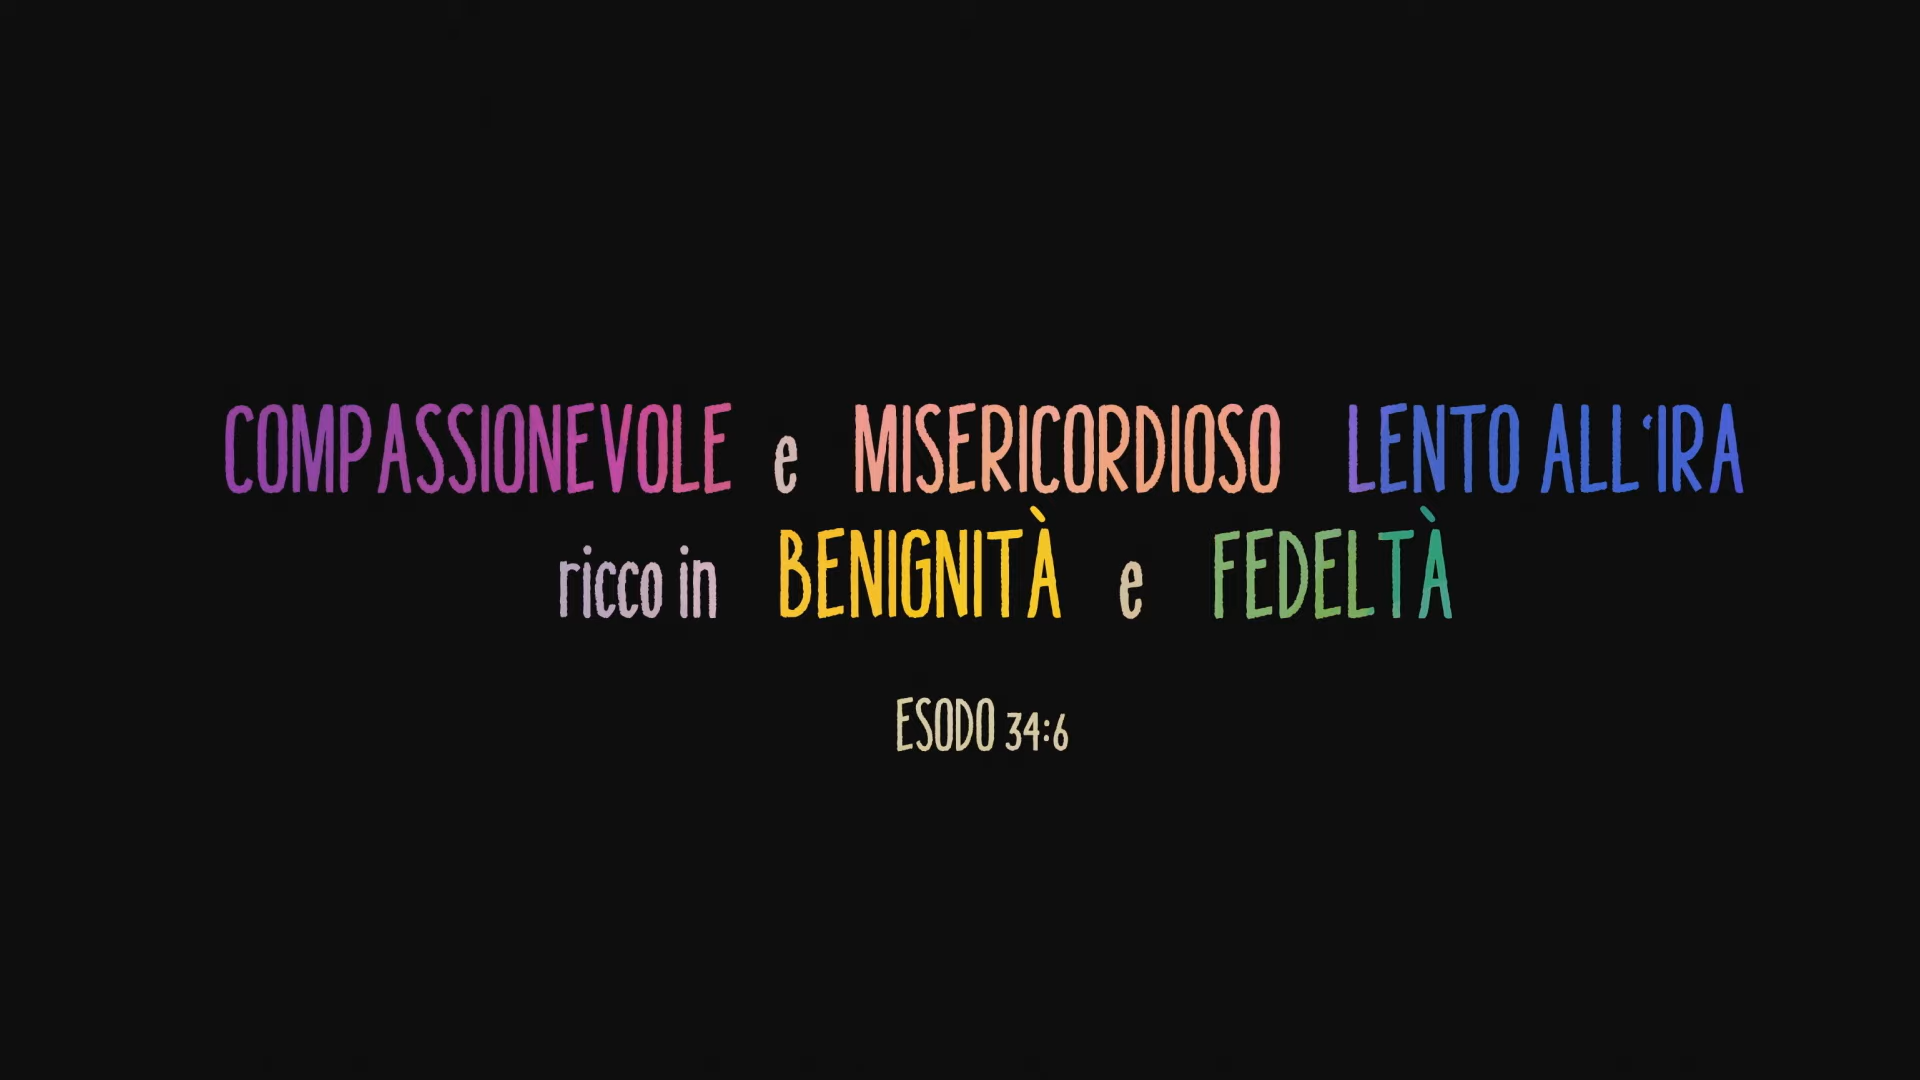 COMPASSIONEVOLE e MISERICORDIOSO LENTO ALL‘IRA
ricco in BENIGNITÀ e FEDELTÀ
ESODO 34:6